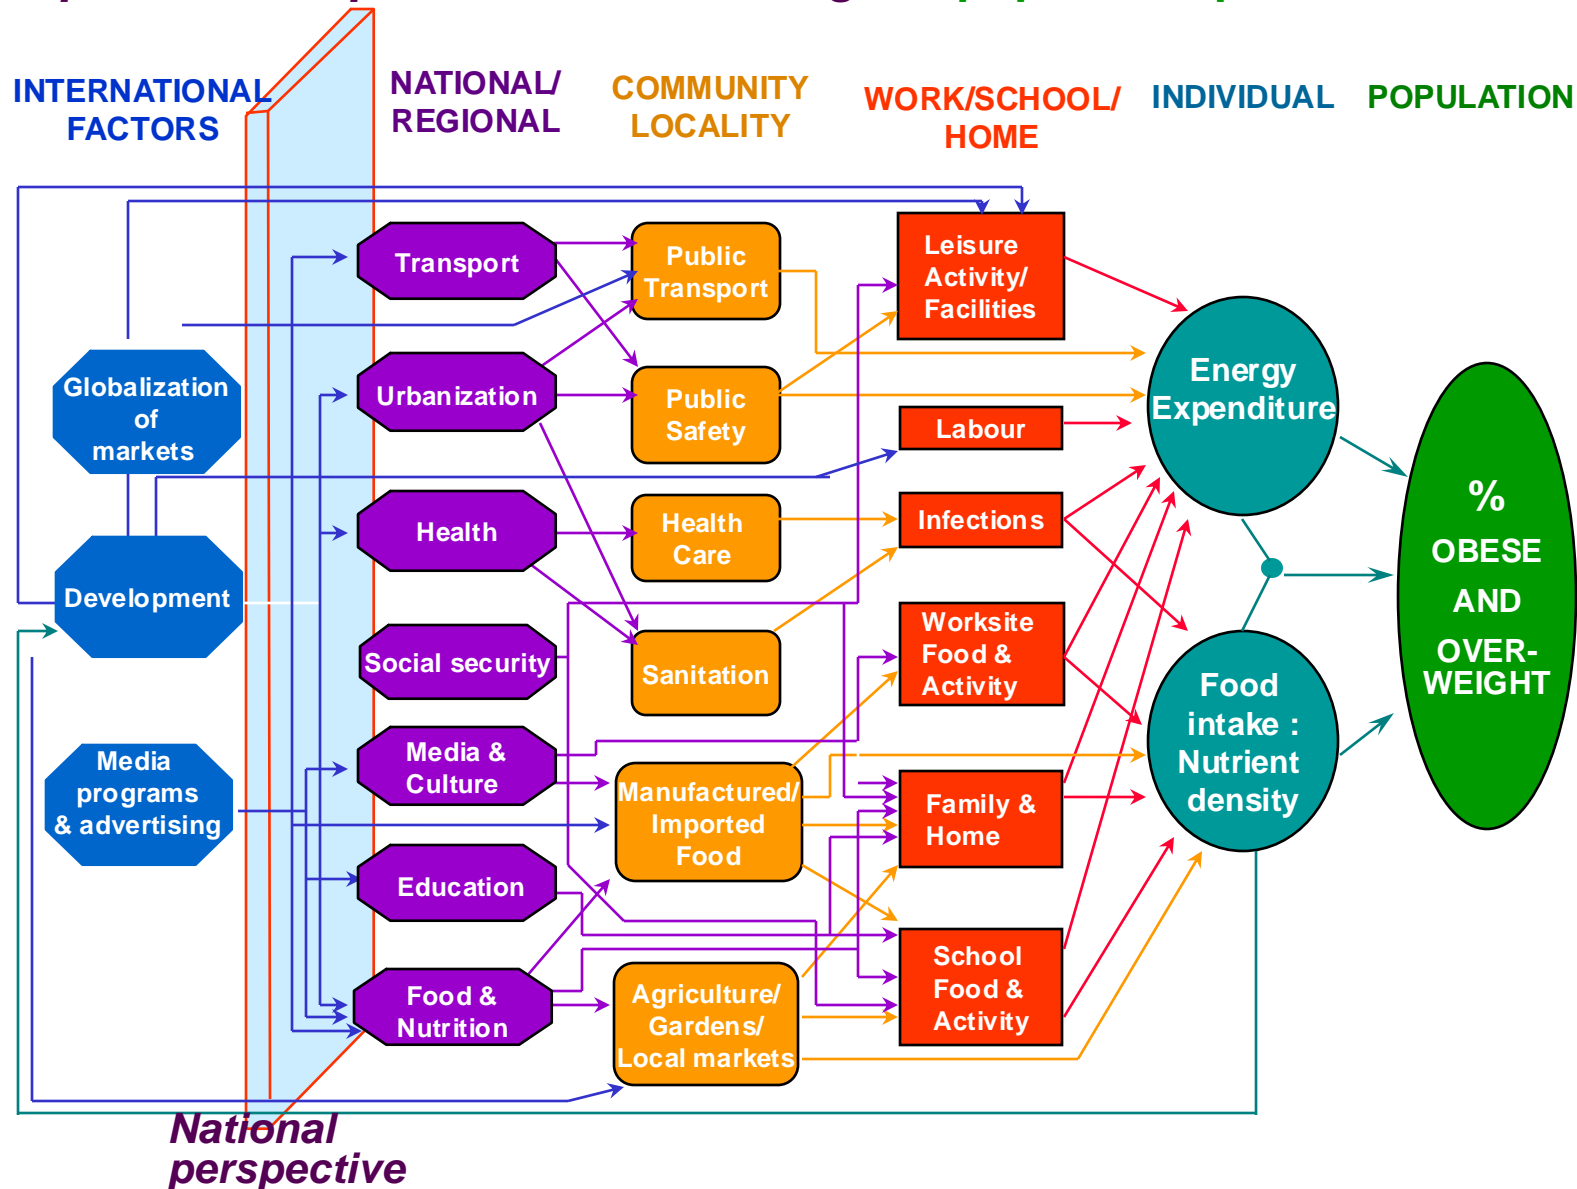 INTERNATIONAL
FACTORS
NATIONAL/
REGIONAL
COMMUNITY
LOCALITY
WORK/SCHOOL/
HOME
INDIVIDUAL
POPULATION
Globalization
of
markets
Development
Media
programs
& advertising
Transport
Urbanization
Health
Social security
Media &
Culture
Education
Food &
Nutrition
Public
Transport
Public
Safety
Health
Care
Sanitation
Manufactured/
Imported
Food
Agriculture/
Gardens/
Local markets
Leisure
Activity/
Facilities
Labour
Infections
Worksite
Food &
Activity
Family &
Home
School
Food &
Activity
Energy
Expenditure
Food
intake :
Nutrient
density
%
OBESE
AND
OVER-
WEIGHT
National
perspective